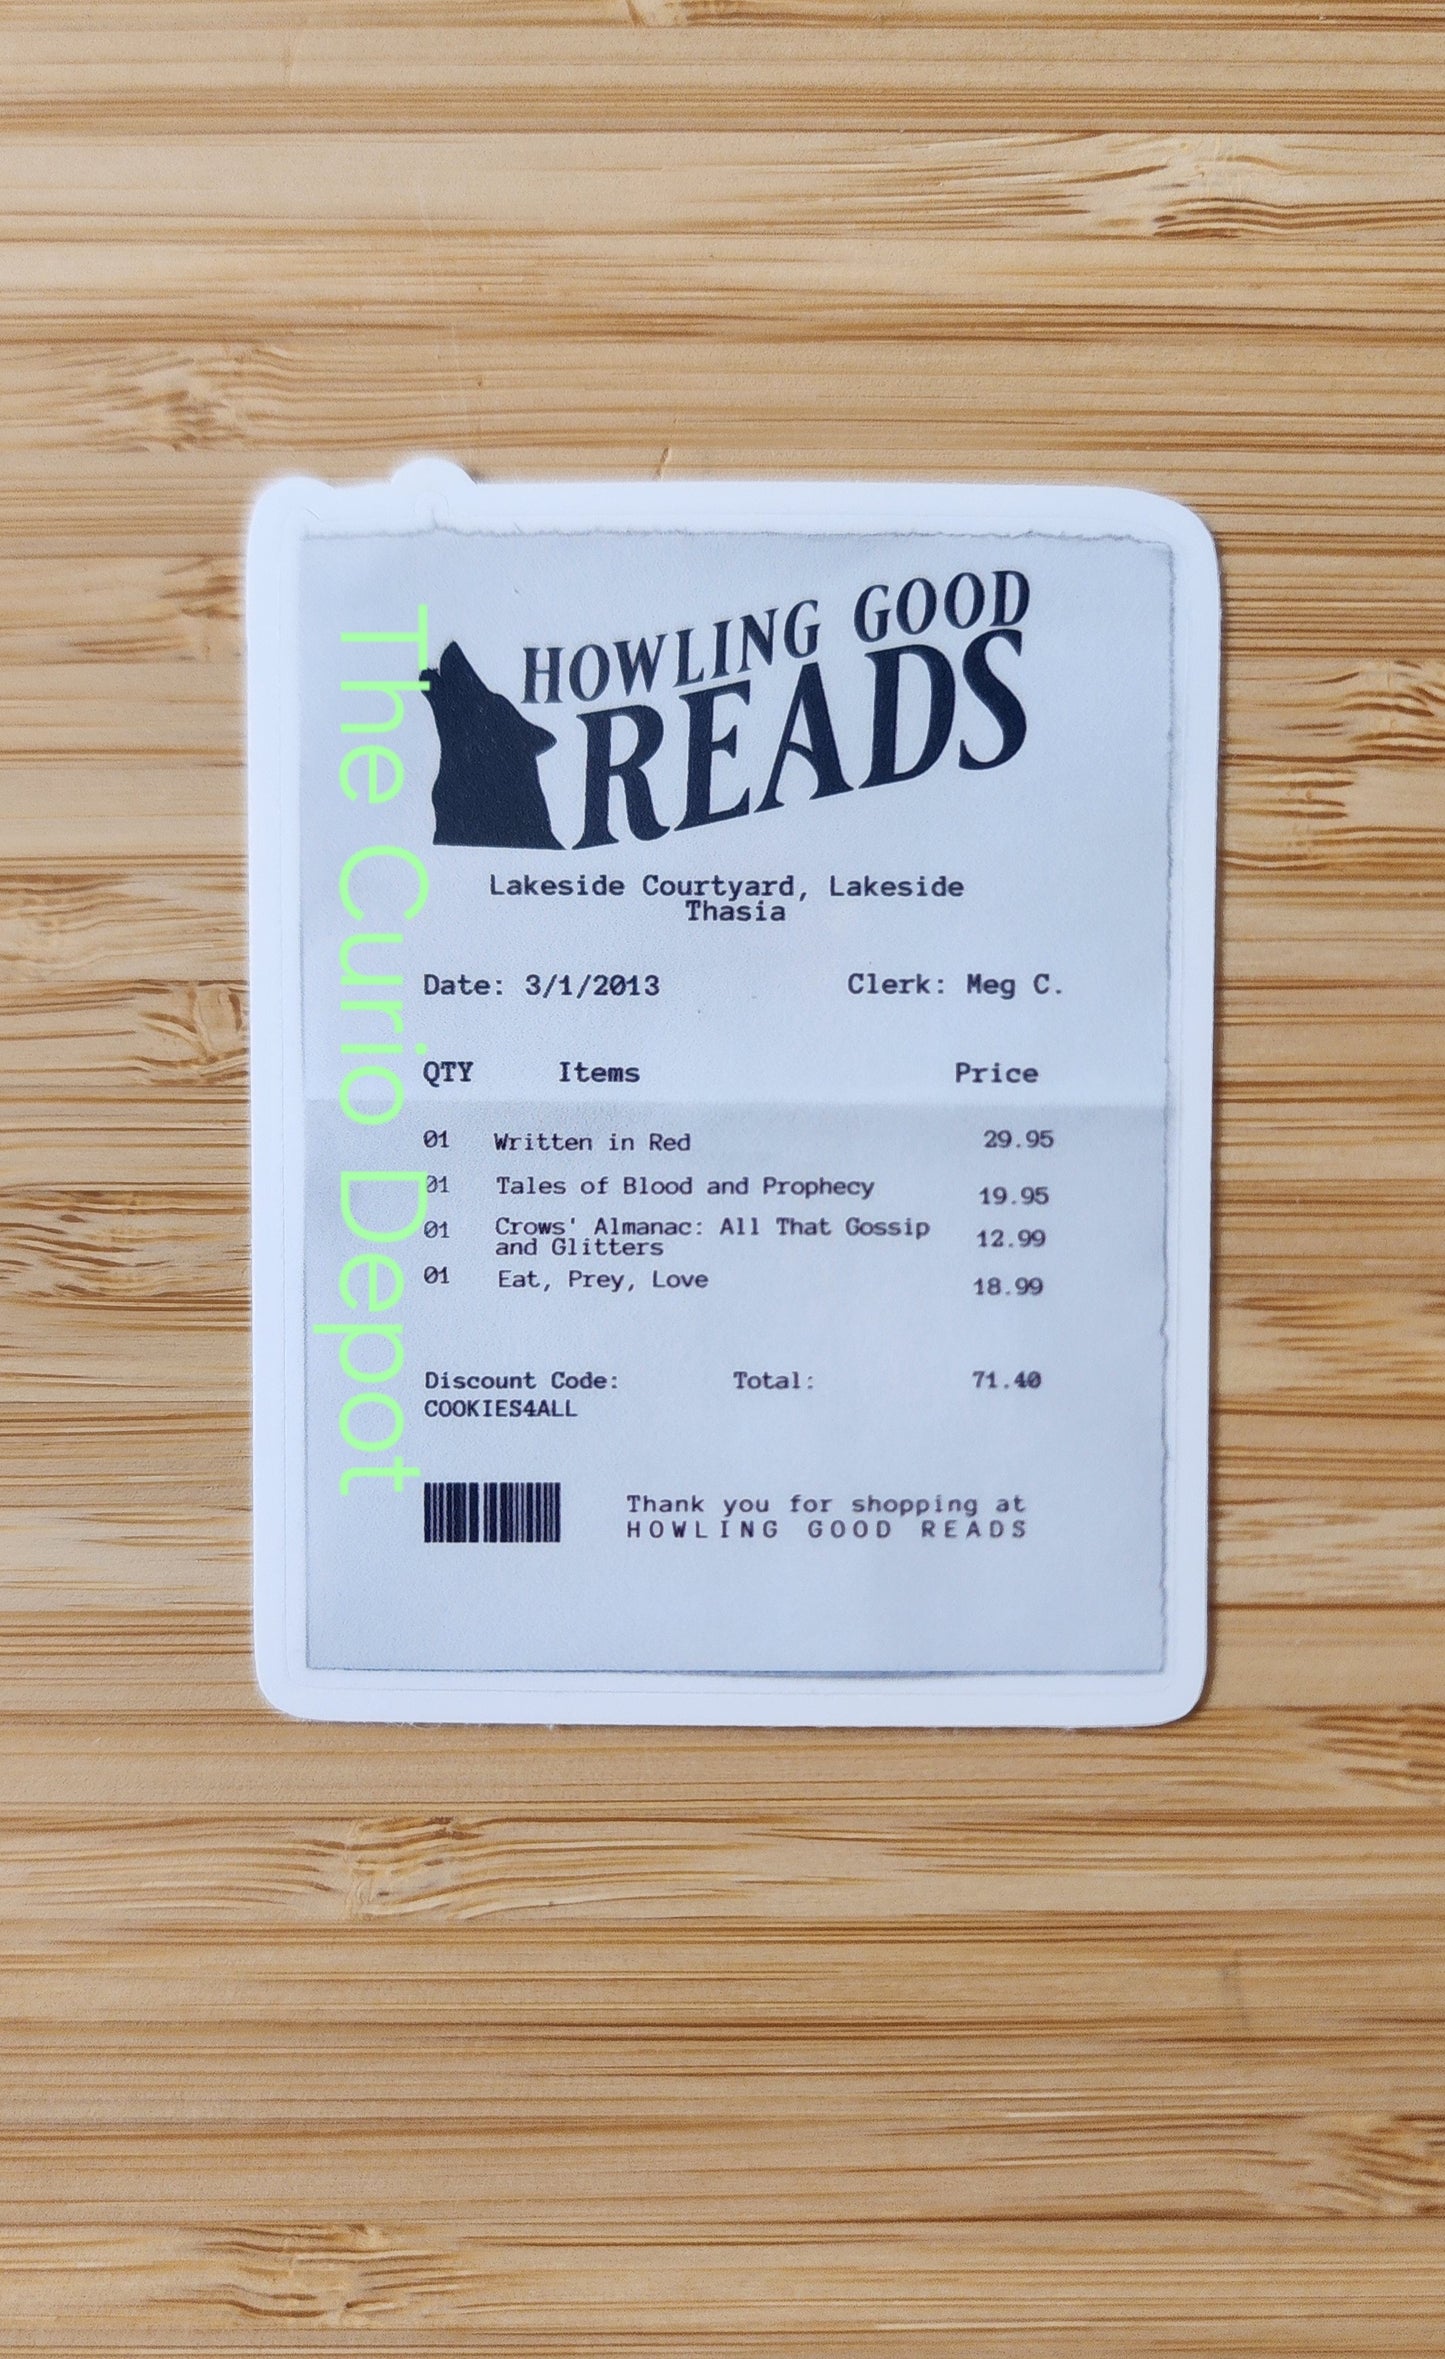 HOWLING GOOD
READS
Lakeside Courtyard, Lakeside
Thasia
Date: 3/1/2013 Clerk: Meg C.
QTY Items Price
01 Written in Red 29.95
01 Tales of Blood and Prophecy 19.95
01 Crows' Almanac: All That Gossip
and Glitters 12.99
01 Eat, Prey, Love 18.99
Discount Code: Total: 71.40
COOKIES4ALL
Thank you for shopping at
HOWLING GOOD READS
The Curio Depot